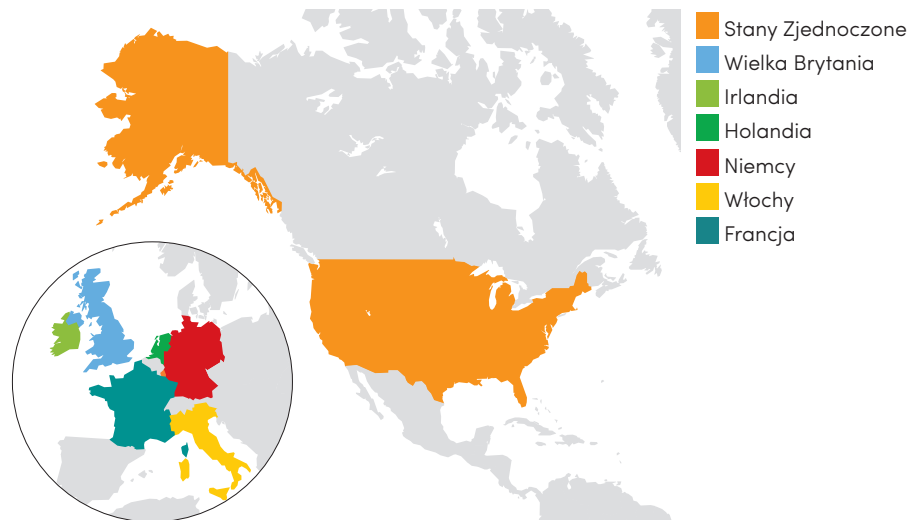 Stany Zjednoczone
Wielka Brytania
Irlandia
Holandia
Niemcy
Włochy
Francja